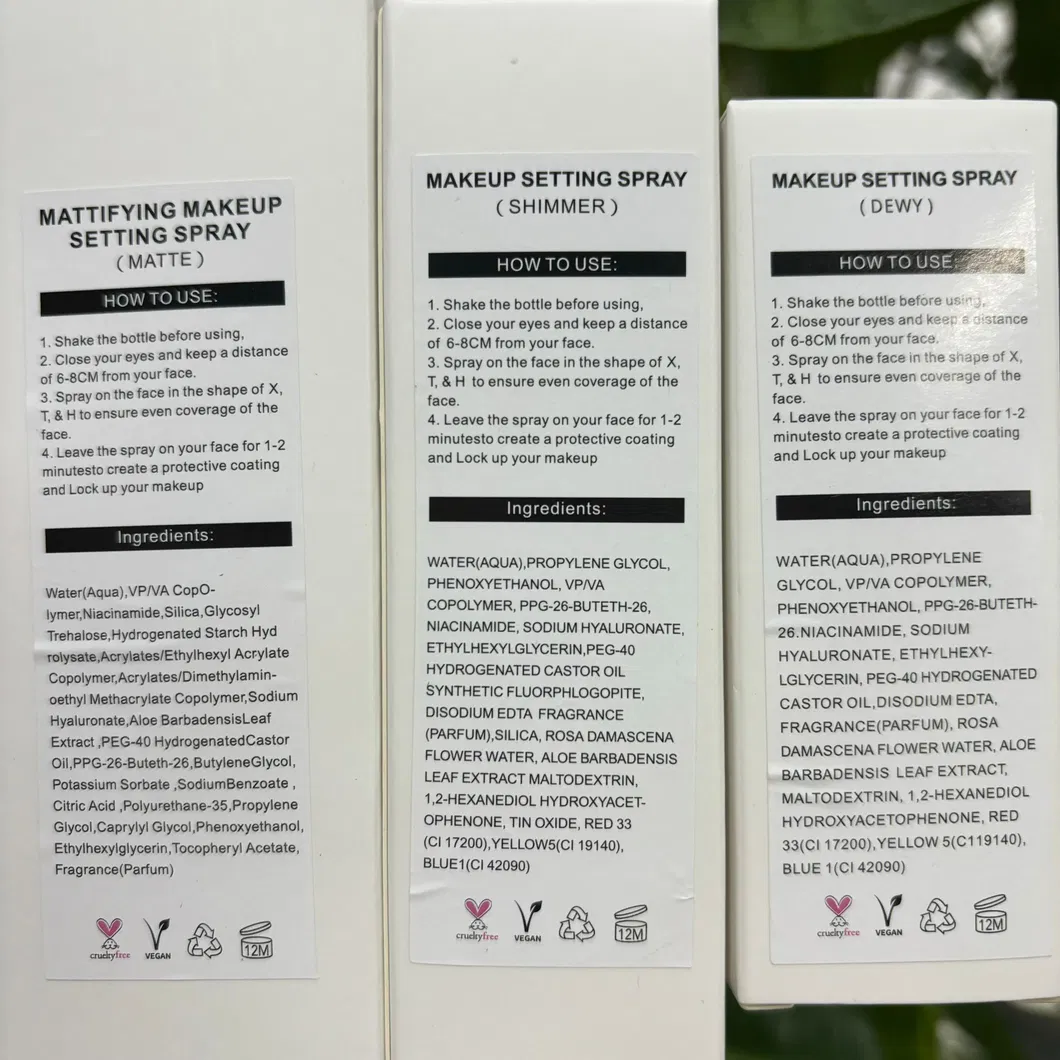 MATTIFYING MAKEUP
SETTING SPRAY
( MATTE )
HOW TO USE:
1. Shake the bottle before using,
2. Close your eyes and keep a distance
of 6-8CM from your face.
3. Spray on the face in the shape of X,
T, & H to ensure even coverage of the
face.
4. Leave the spray on your face for 1-2
minutesto create a protective coating
and Lock up your makeup
Ingredients:
Water(Aqua),VP/VA CopO-
lymer,Niacinamide,Silica,Glycosyl
Trehalose,Hydrogenated Starch Hyd
rolysate,Acrylates/Ethylhexyl Acrylate
Copolymer,Acrylates/Dimethylamin-
oethyl Methacrylate Copolymer,Sodium
Hyaluronate,Aloe BarbadensisLeaf
Extract ,PEG-40 HydrogenatedCastor
Oil,PPG-26-Buteth-26,ButyleneGlycol,
Potassium Sorbate ,SodiumBenzoate ,
Citric Acid ,Polyurethane-35,Propylene
Glycol,Caprylyl Glycol,Phenoxyethanol,
Ethylhexylglycerin,Tocopheryl Acetate,
Fragrance(Parfum)
crueltyfree
VEGAN
12M
MAKEUP SETTING SPRAY
( SHIMMER )
HOW TO USE:
1. Shake the bottle before using,
2. Close your eyes and keep a distance
of 6-8CM from your face.
3. Spray on the face in the shape of X,
T, & H to ensure even coverage of the
face.
4. Leave the spray on your face for 1-2
minutesto create a protective coating
and Lock up your makeup
Ingredients:
WATER(AQUA),PROPYLENE GLYCOL,
PHENOXYETHANOL, VP/VA
COPOLYMER, PPG-26-BUTETH-26,
NIACINAMIDE, SODIUM HYALURONATE,
ETHYLHEXYLGLYCERIN,PEG-40
HYDROGENATED CASTOR OIL
SYNTHETIC FLUORPHLOGOPITE,
DISODIUM EDTA FRAGRANCE
(PARFUM),SILICA, ROSA DAMASCENA
FLOWER WATER, ALOE BARBADENSIS
LEAF EXTRACT MALTODEXTRIN,
1,2-HEXANEDIOL HYDROXYACET-
OPHENONE, TIN OXIDE, RED 33
(CI 17200),YELLOW5(CI 19140),
BLUE1(CI 42090)
crueltyfree
VEGAN
12M
MAKEUP SETTING SPRAY
( DEWY )
HOW TO USE:
1. Shake the bottle before using,
2. Close your eyes and keep a distance
of 6-8CM from your face.
3. Spray on the face in the shape of X,
T, & H to ensure even coverage of the
face.
4. Leave the spray on your face for 1-2
minutesto create a protective coating
and Lock up your makeup
Ingredients:
WATER(AQUA),PROPYLENE
GLYCOL, VP/VA COPOLYMER,
PHENOXYETHANOL, PPG-26-BUTETH-
26.NIACINAMIDE, SODIUM
HYALURONATE, ETHYLHEXY-
LGLYCERIN, PEG-40 HYDROGENATED
CASTOR OIL,DISODIUM EDTA,
FRAGRANCE(PARFUM), ROSA
DAMASCENA FLOWER WATER, ALOE
BARBADENSIS LEAF EXTRACT,
MALTODEXTRIN, 1,2-HEXANEDIOL
HYDROXYACETOPHENONE, RED
33(CI 17200),YELLOW 5(C119140),
BLUE 1(CI 42090)
crueltyfree
VEGAN
12M